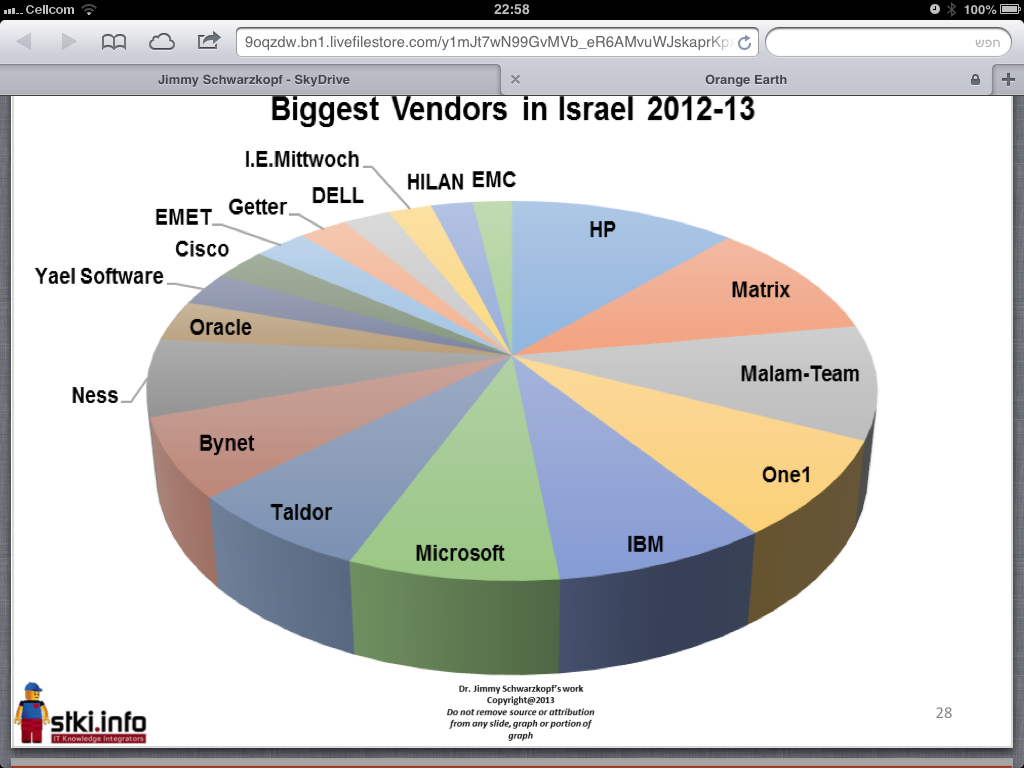 Cellcom
22:58
100%
9oqzdw.bn1.livefilestore.com/y1mJt7wN99GvMVb_eR6AMvuWJskaprKpx
חפש
Jimmy Schwarzkopf - SkyDrive
Orange Earth
Biggest Vendors in Israel 2012-13
I.E.Mittwoch
HILAN
EMC
DELL
Getter
EMET
Cisco
Yael Software
Oracle
Ness
Bynet
Taldor
Microsoft
IBM
One1
Malam-Team
Matrix
HP
Dr. Jimmy Schwarzkopf's work
Copyright@2013
Do not remove source or attribution
from any slide, graph or portion of
graph
stki.info
IT Knowledge Integrators
28